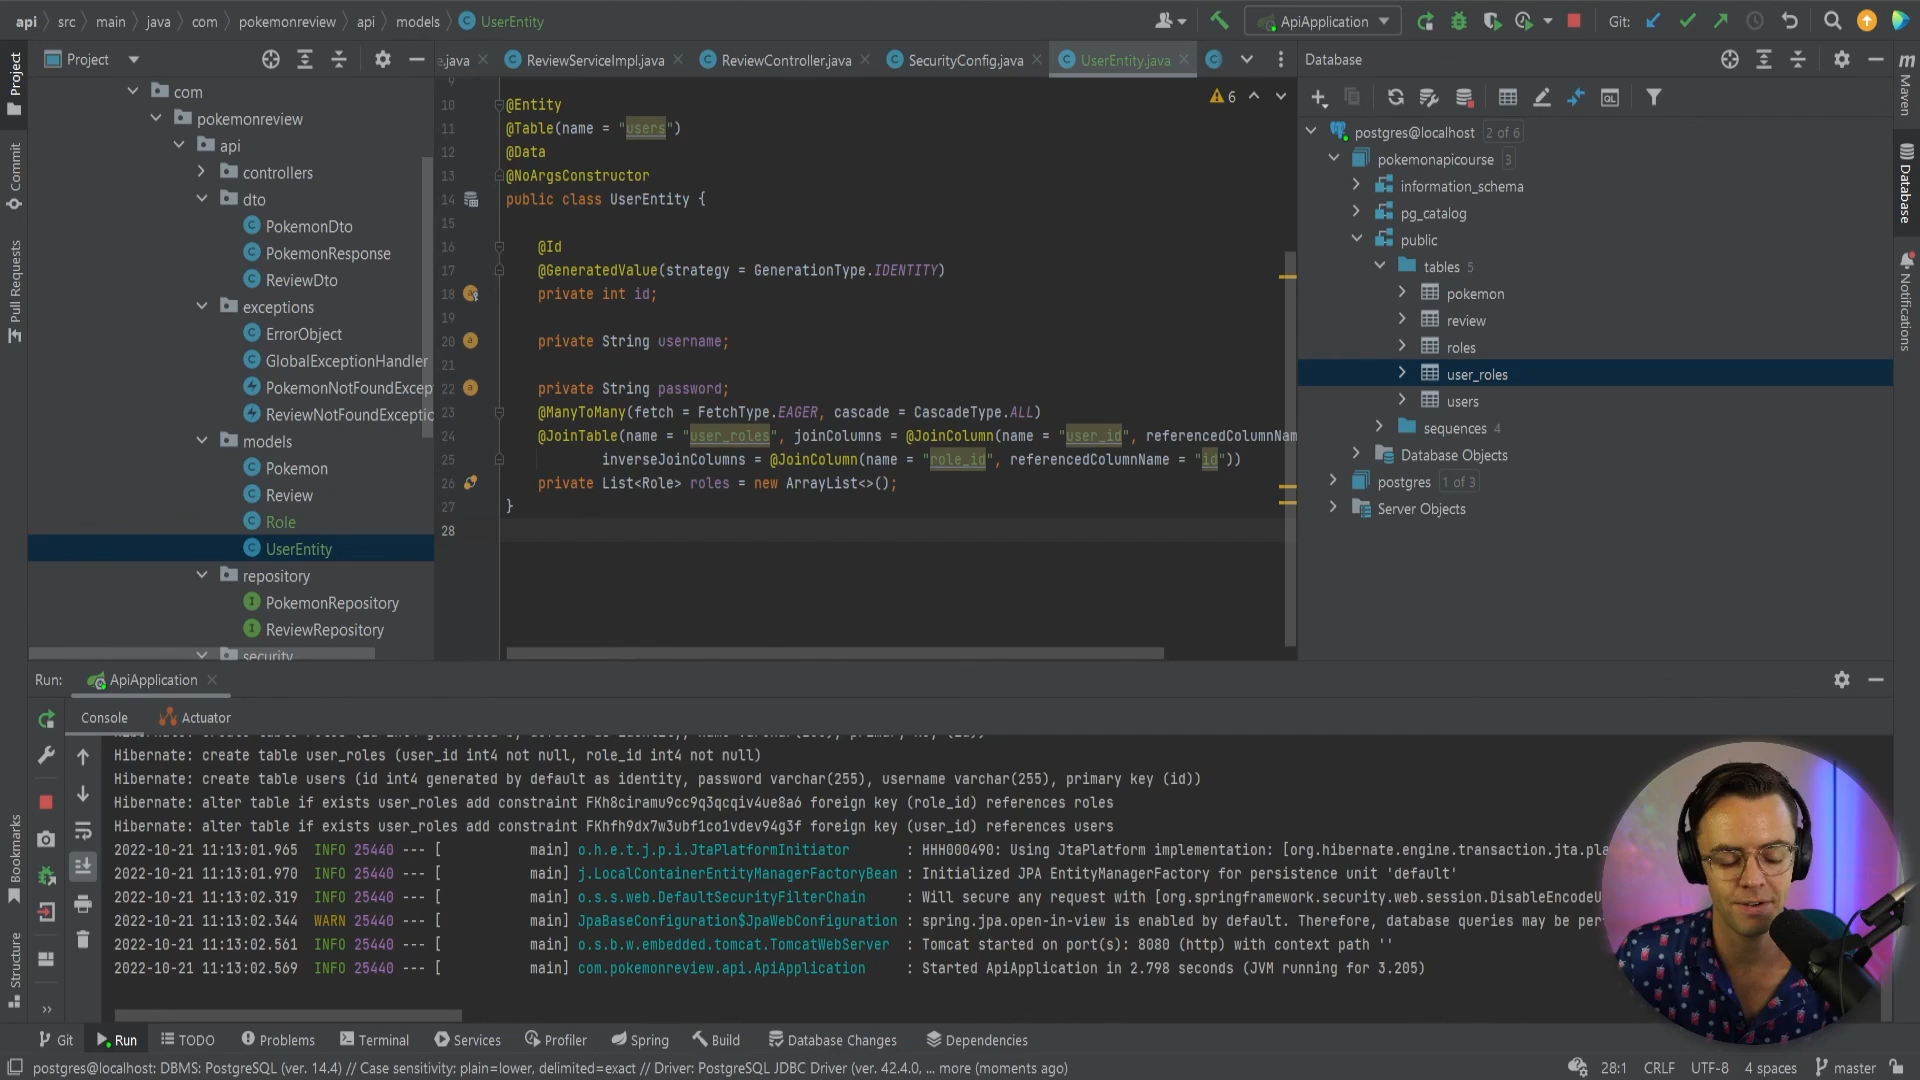 api
src
main
java
com
pokemonreview
api
models
UserEntity
ApiApplication
Git:
Project
.java
ReviewServiceImpl.java
ReviewController.java
SecurityConfig.java
UserEntity.java
Database
com
pokemonreview
api
controllers
dto
PokemonDto
PokemonResponse
ReviewDto
exceptions
ErrorObject
GlobalExceptionHandler
PokemonNotFoundExcep
ReviewNotFoundExceptic
models
Pokemon
Review
Role
UserEntity
repository
PokemonRepository
ReviewRepository
security
9
10 @Entity
11 @Table(name = "users")
12 @Data
13 @NoArgsConstructor
14 public class UserEntity {
15
16 @Id
17 @GeneratedValue(strategy = GenerationType.IDENTITY)
18 private int id;
19
20 private String username;
21
22 private String password;
23 @ManyToMany(fetch = FetchType.EAGER, cascade = CascadeType.ALL)
24 @JoinTable(name = "user_roles", joinColumns = @JoinColumn(name = "user_id", referencedColumnNam
25 inverseJoinColumns = @JoinColumn(name = "role_id", referencedColumnName = "id"))
26 private List<Role> roles = new ArrayList<>();
27 }
28
6
postgres@localhost 2 of 6
pokemonapicourse 3
information_schema
pg_catalog
public
tables 5
pokemon
review
roles
user_roles
users
sequences 4
Database Objects
postgres 1 of 3
Server Objects
Project
Commit
Pull Requests
Bookmarks
Structure
m
Maven
Database
Notifications
Run:
ApiApplication
Console
Actuator
Hibernate: create table user_roles (user_id int4 not null, role_id int4 not null)
Hibernate: create table users (id int4 generated by default as identity, password varchar(255), username varchar(255), primary key (id))
Hibernate: alter table if exists user_roles add constraint FKh8ciramu9cc9q3qcqiv4ue8a6 foreign key (role_id) references roles
Hibernate: alter table if exists user_roles add constraint FKhfh9dx7w3ubf1co1vdev94g3f foreign key (user_id) references users
2022-10-21 11:13:01.965 INFO 25440 --- [ main] o.h.e.t.j.p.i.JtaPlatformInitiator : HHH000490: Using JtaPlatform implementation: [org.hibernate.engine.transaction.jta.pla
2022-10-21 11:13:01.970 INFO 25440 --- [ main] j.LocalContainerEntityManagerFactoryBean : Initialized JPA EntityManagerFactory for persistence unit 'default'
2022-10-21 11:13:02.319 INFO 25440 --- [ main] o.s.s.web.DefaultSecurityFilterChain : Will secure any request with [org.springframework.security.web.session.DisableEncodeU
2022-10-21 11:13:02.344 WARN 25440 --- [ main] JpaBaseConfiguration$JpaWebConfiguration : spring.jpa.open-in-view is enabled by default. Therefore, database queries may be per
2022-10-21 11:13:02.561 INFO 25440 --- [ main] o.s.b.w.embedded.tomcat.TomcatWebServer : Tomcat started on port(s): 8080 (http) with context path ''
2022-10-21 11:13:02.569 INFO 25440 --- [ main] com.pokemonreview.api.ApiApplication : Started ApiApplication in 2.798 seconds (JVM running for 3.205)
Git
Run
TODO
Problems
Terminal
Services
Profiler
Spring
Build
Database Changes
Dependencies
postgres@localhost: DBMS: PostgreSQL (ver. 14.4) // Case sensitivity: plain=lower, delimited=exact // Driver: PostgreSQL JDBC Driver (ver. 42.4.0, ... more (moments ago)
28:1
CRLF
UTF-8
4 spaces
master